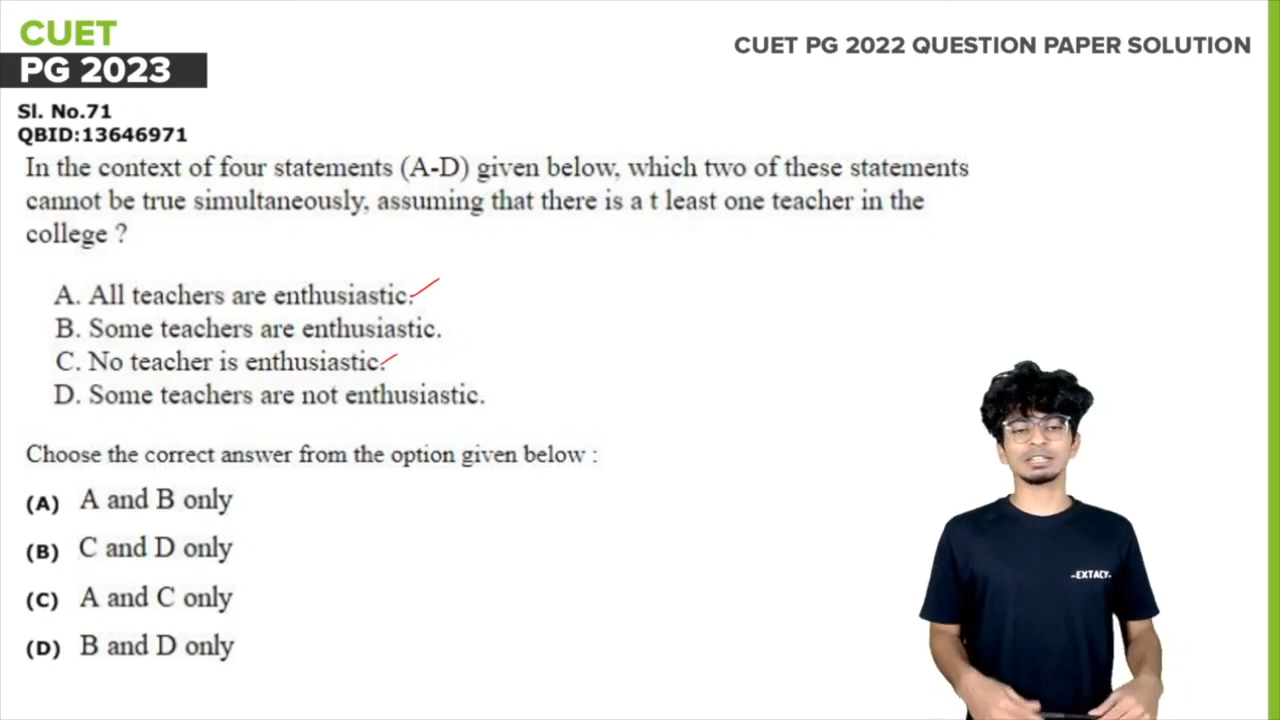 CUET
PG 2023
CUET PG 2022 QUESTION PAPER SOLUTION
Sl. No.71
QBID:13646971
In the context of four statements (A-D) given below, which two of these statements
cannot be true simultaneously, assuming that there is a t least one teacher in the
college ?
A. All teachers are enthusiastic.
B. Some teachers are enthusiastic.
C. No teacher is enthusiastic.
D. Some teachers are not enthusiastic.
Choose the correct answer from the option given below :
(A) A and B only
(B) C and D only
(C) A and C only
(D) B and D only
-EXTACY-